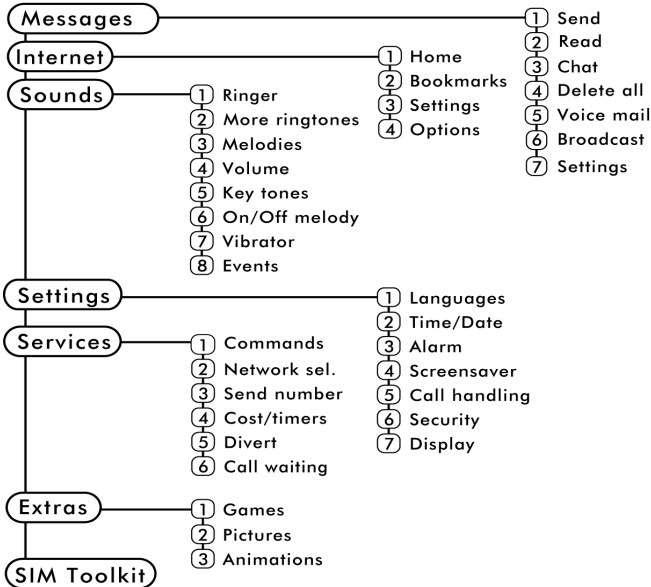 Messages
1 Send
2 Read
3 Chat
4 Delete all
5 Voice mail
6 Broadcast
7 Settings
Internet
1 Home
2 Bookmarks
3 Settings
4 Options
Sounds
1 Ringer
2 More ringtones
3 Melodies
4 Volume
5 Key tones
6 On/Off melody
7 Vibrator
8 Events
Settings
1 Languages
2 Time/Date
3 Alarm
4 Screensaver
5 Call handling
6 Security
7 Display
Services
1 Commands
2 Network sel.
3 Send number
4 Cost/timers
5 Divert
6 Call waiting
Extras
1 Games
2 Pictures
3 Animations
SIM Toolkit